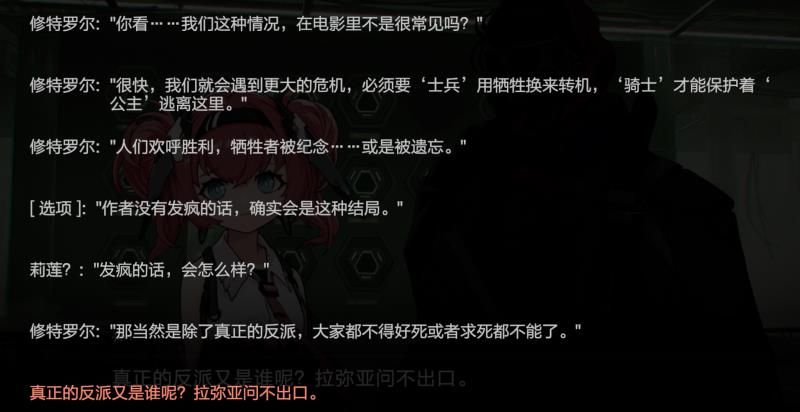 修特罗尔: "你看……我们这种情况，在电影里不是很常见吗？"
修特罗尔: "很快，我们就会遇到更大的危机，必须要‘士兵’用牺牲换来转机，‘骑士’才能保护着‘
公主’逃离这里。"
修特罗尔: "人们欢呼胜利，牺牲者被纪念……或是被遗忘。"
[选项]: "作者没有发疯的话，确实会是这种结局。"
莉莲？: "发疯的话，会怎么样？"
修特罗尔: "那当然是除了真正的反派，大家都不得好死或者求死都不能了。"
真正的反派又是谁呢？拉弥亚问不出口。
真正的反派又是谁呢？拉弥亚问不出口。